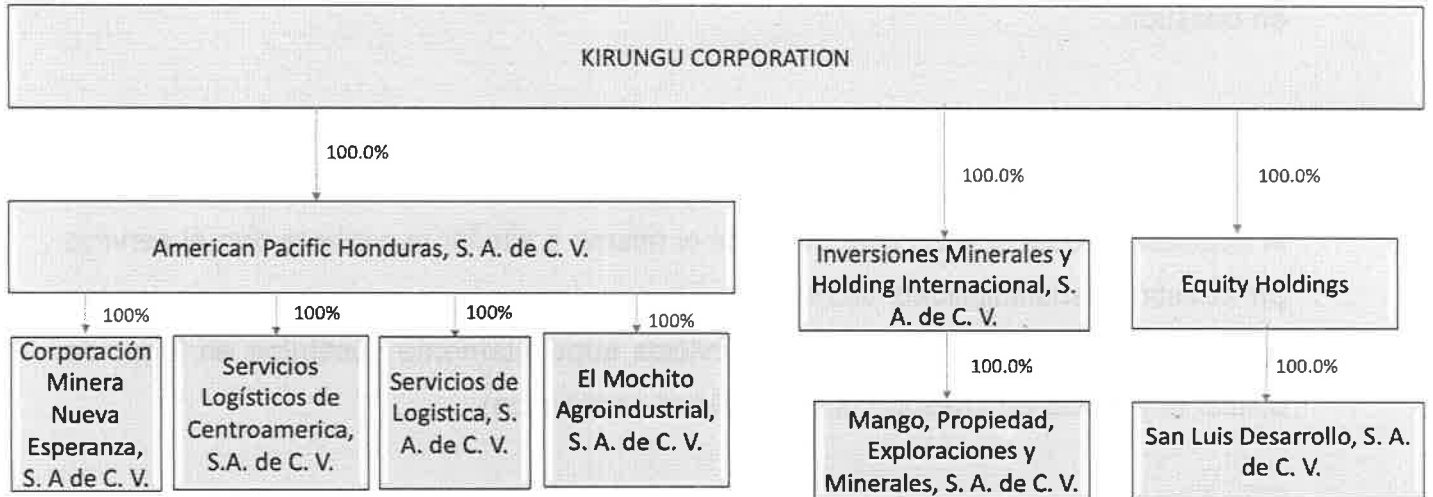 en cuestión.
KIRUNGU CORPORATION
100.0%
100.0%
100.0%
American Pacific Honduras, S. A. de C. V.
Inversiones Minerales y
Holding Internacional, S.
A. de C. V.
Equity Holdings
100%
100%
100%
100%
100.0%
100.0%
Corporación
Minera
Nueva
Esperanza,
S. A de C. V.
Servicios
Logísticos de
Centroamerica,
S.A. de C. V.
Servicios de
Logistica, S.
A. de C. V.
El Mochito
Agroindustrial,
S. A. de C. V.
Mango, Propiedad,
Exploraciones y
Minerales, S. A. de C. V.
San Luis Desarrollo, S. A.
de C. V.